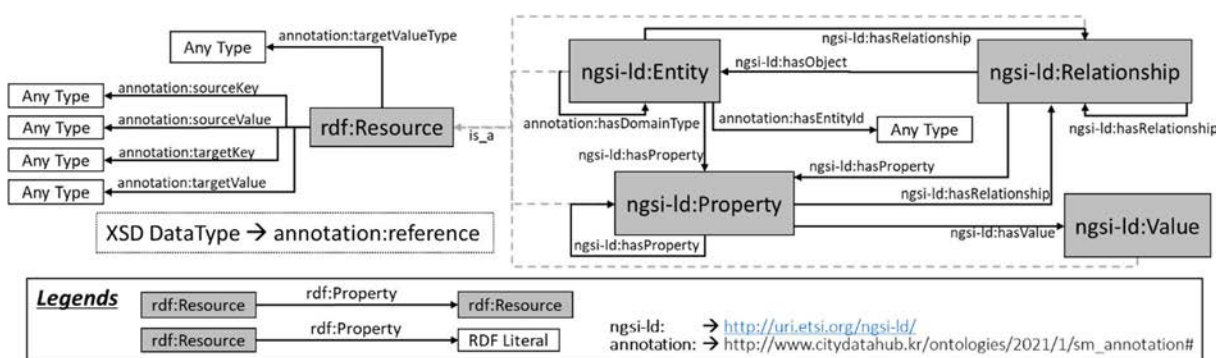 Any Type
annotation:targetValueType
Any Type
annotation:sourceKey
Any Type
annotation:sourceValue
Any Type
annotation:targetKey
Any Type
annotation:targetValue
rdf:Resource
is_a
XSD DataType → annotation:reference
ngsi-ld:Entity
ngsi-ld:hasRelationship
ngsi-ld:hasObject
ngsi-ld:Relationship
annotation:hasDomainType
annotation:hasEntityId
Any Type
ngsi-ld:hasRelationship
ngsi-ld:hasProperty
ngsi-ld:hasProperty
ngsi-ld:Property
ngsi-ld:hasRelationship
ngsi-ld:hasProperty
ngsi-ld:hasValue
ngsi-ld:Value
Legends
rdf:Resource
rdf:Property
rdf:Resource
rdf:Resource
rdf:Property
RDF Literal
ngsi-ld: → http://uri.etsi.org/ngsi-ld/
annotation: → http://www.citydatahub.kr/ontologies/2021/1/sm_annotation#